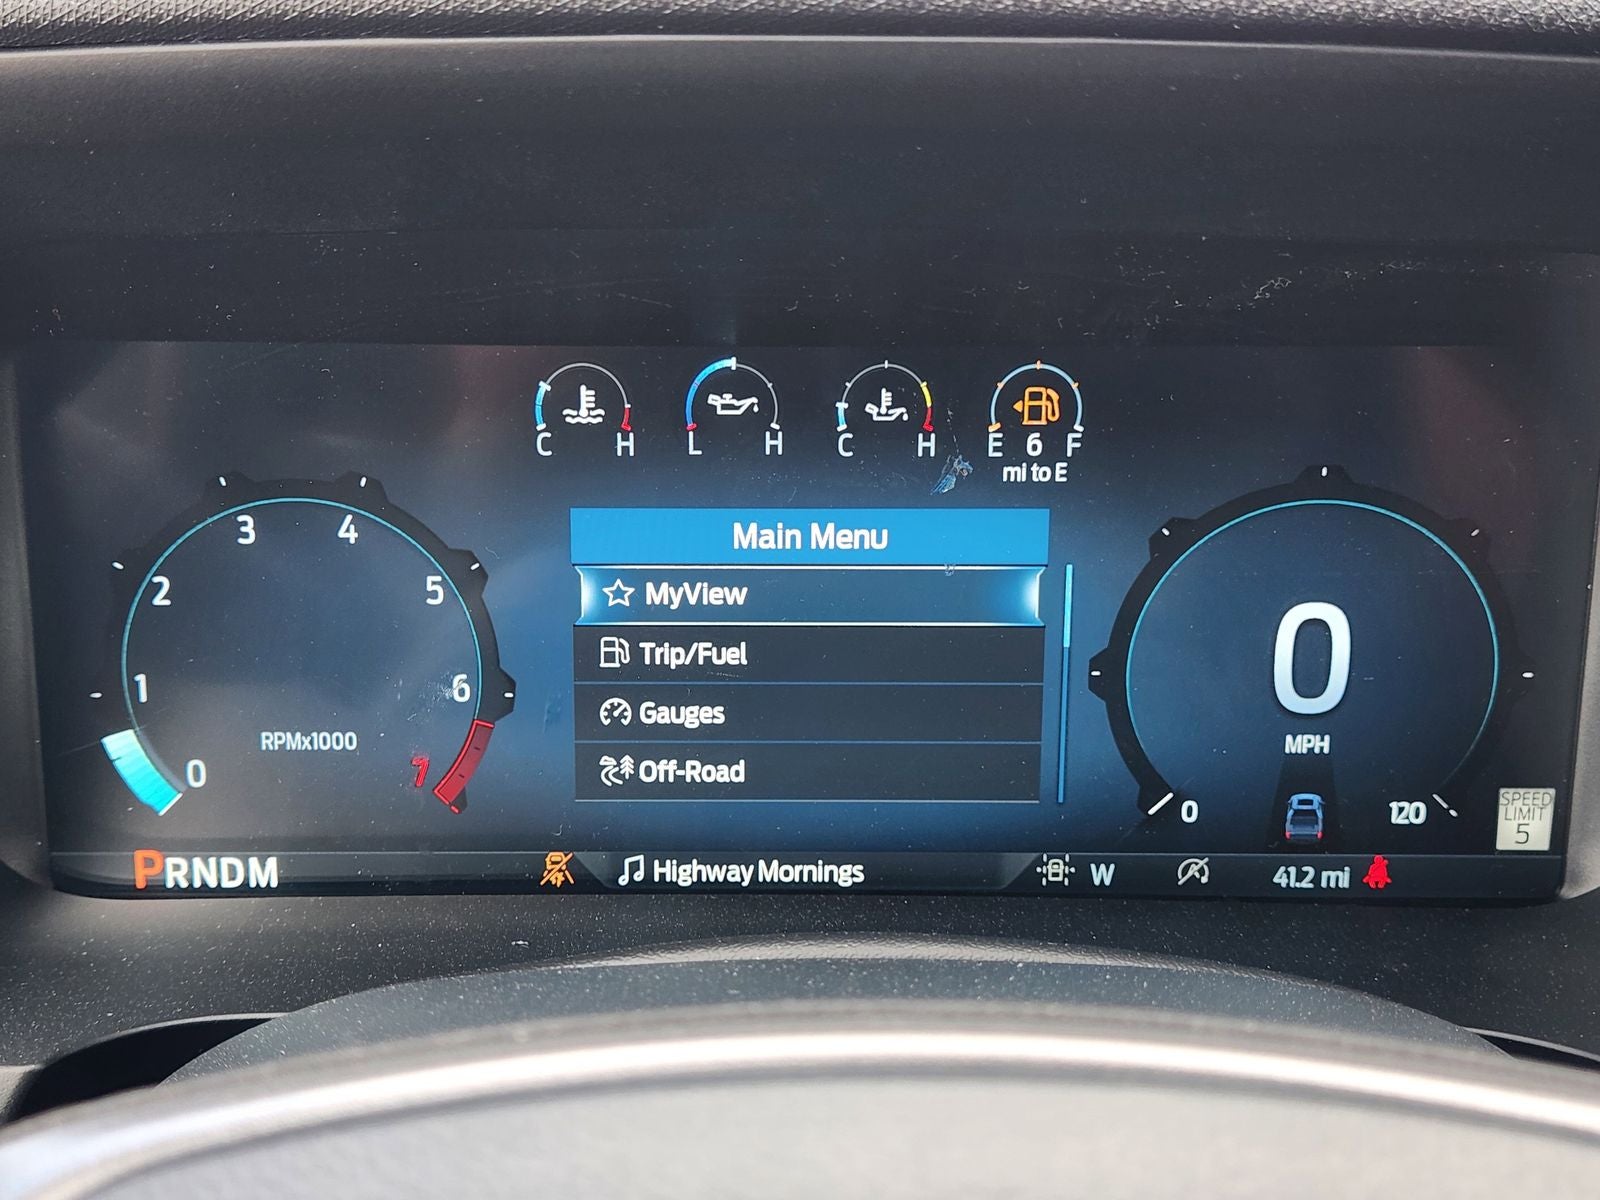 C H
L H
C H
E 6 F
mi to E
Main Menu
MyView
Trip/Fuel
Gauges
Off-Road
0
1
2
3
4
5
6
7
RPMx1000
0
MPH
0
120
SPEED
LIMIT
5
PRNDM
Highway Mornings
W
41.2 mi